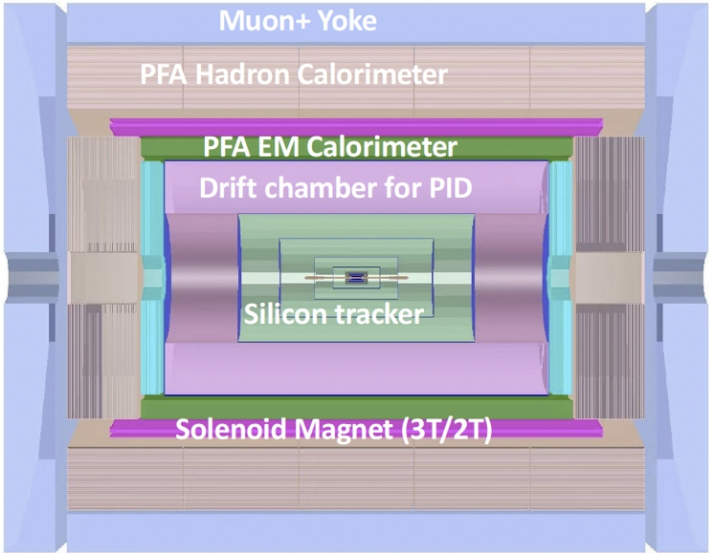 Muon+ Yoke
PFA Hadron Calorimeter
PFA EM Calorimeter
Drift chamber for PID
Silicon tracker
Solenoid Magnet (3T/2T)